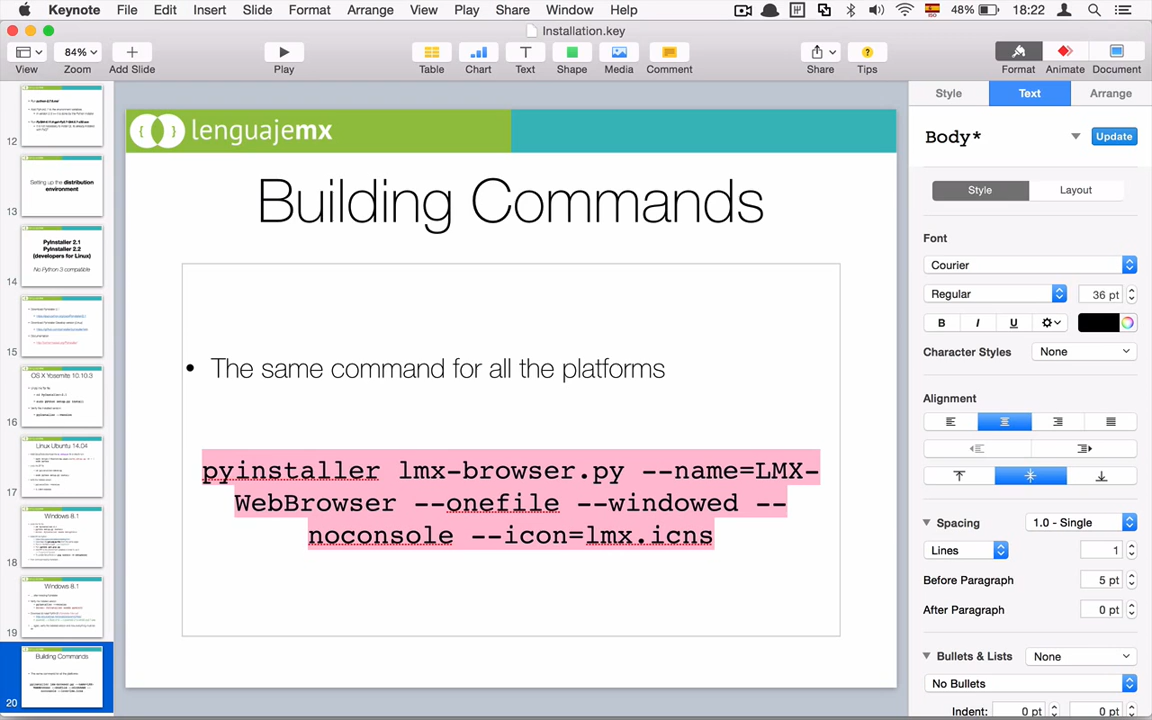 Keynote File Edit Insert Slide Format Arrange View Play Share Window Help 48% 18:22
Installation.key
84%
View Zoom Add Slide Play Table Chart Text Shape Media Comment Share Tips Format Animate Document
Style Text Arrange
Body* Update
Style Layout
Font
Courier
Regular 36 pt
B I U
Character Styles None
Alignment
Spacing 1.0 - Single
Lines 1
Before Paragraph 5 pt
After Paragraph 0 pt
Bullets & Lists None
No Bullets
Indent: 0 pt 0 pt
12
Setting up the distribution
environment
13
PyInstaller 2.1
PyInstaller 2.2
(developers for Linux)
No Python 3 compatible
14
15
OS X Yosemite 10.10.3
16
Linux Ubuntu 14.04
17
Windows 8.1
18
Windows 8.1
19
Building Commands
20
{ } lenguajemx
Building Commands
• The same command for all the platforms
pyinstaller lmx-browser.py --name=LMX-
WebBrowser --onefile --windowed --
noconsole --icon=lmx.icns